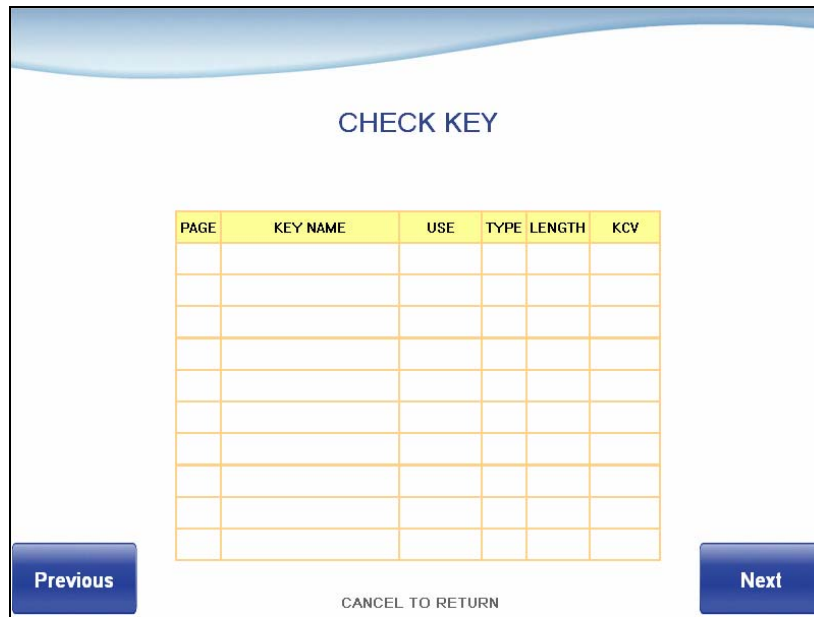 CHECK KEY
PAGE KEY NAME USE TYPE LENGTH KCV
Previous
Next
CANCEL TO RETURN